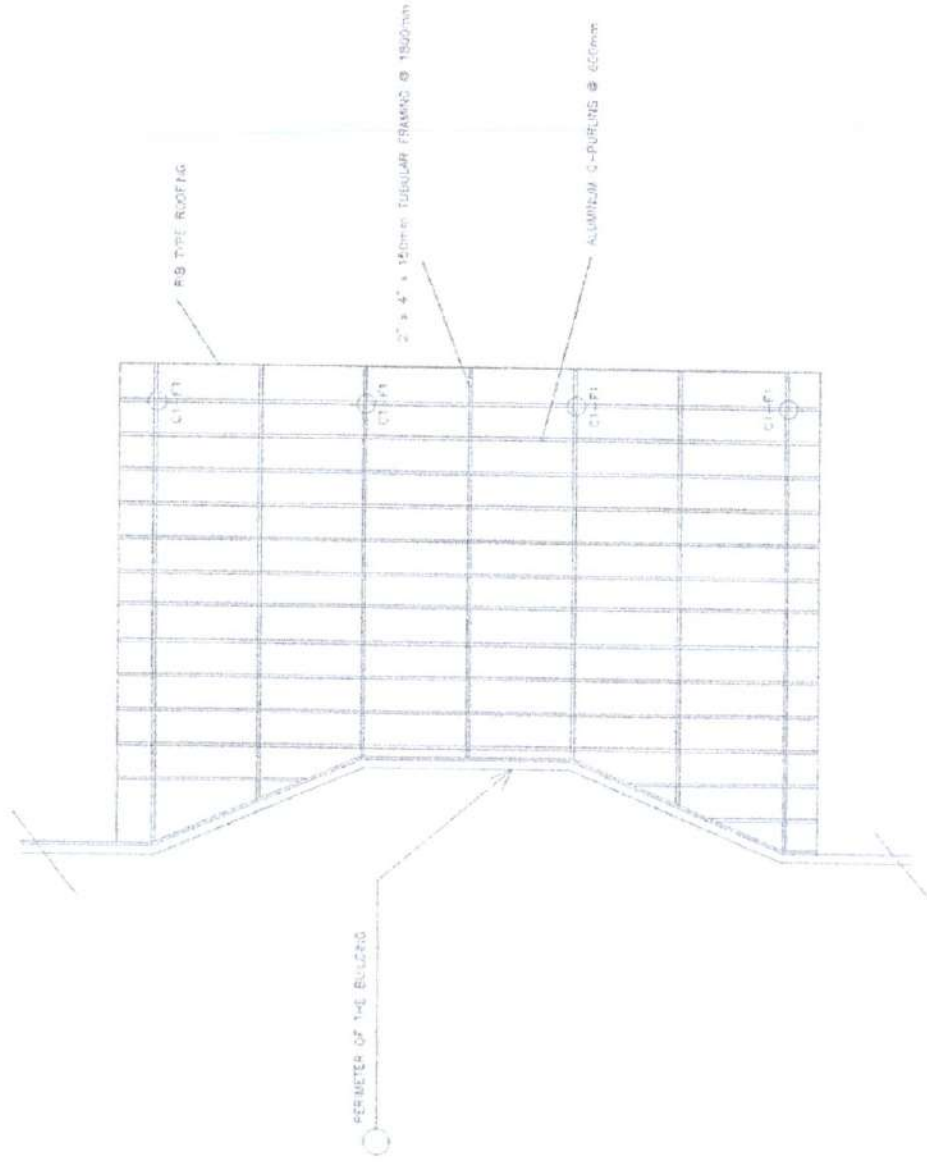 RIB TYPE ROOFING
2" x 4" x 150mm TUBULAR FRAMING @ 1800mm
ALUMINUM C-PURLINS @ 600mm
C1-F1
C1-F1
C1-F1
C1-F1
PERIMETER OF THE BUILDING